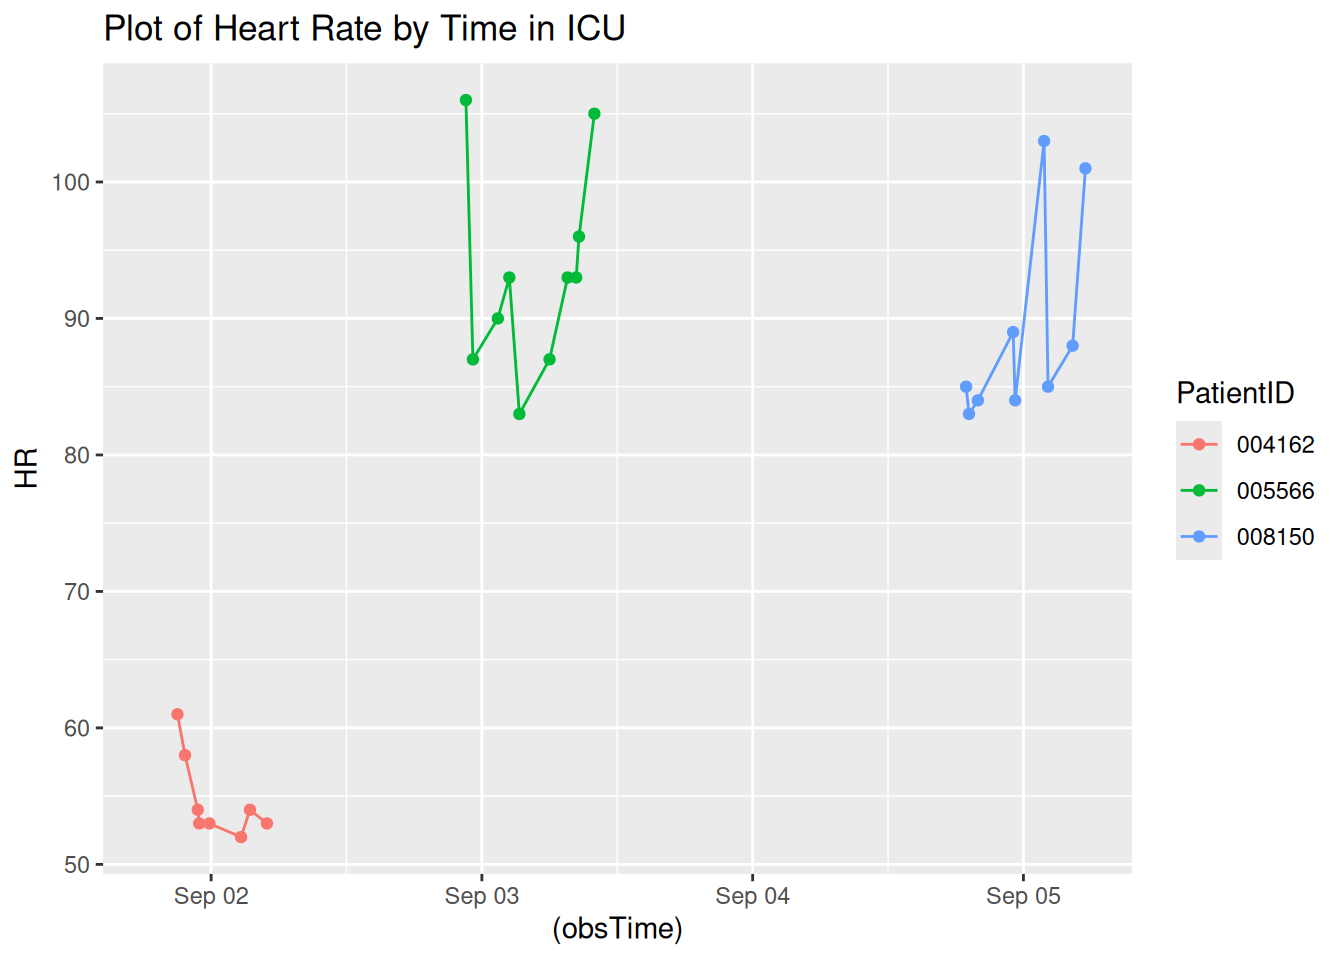 Plot of Heart Rate by Time in ICU
HR
100
90
80
70
60
50
Sep 02
Sep 03
Sep 04
Sep 05
(obsTime)
PatientID
004162
005566
008150